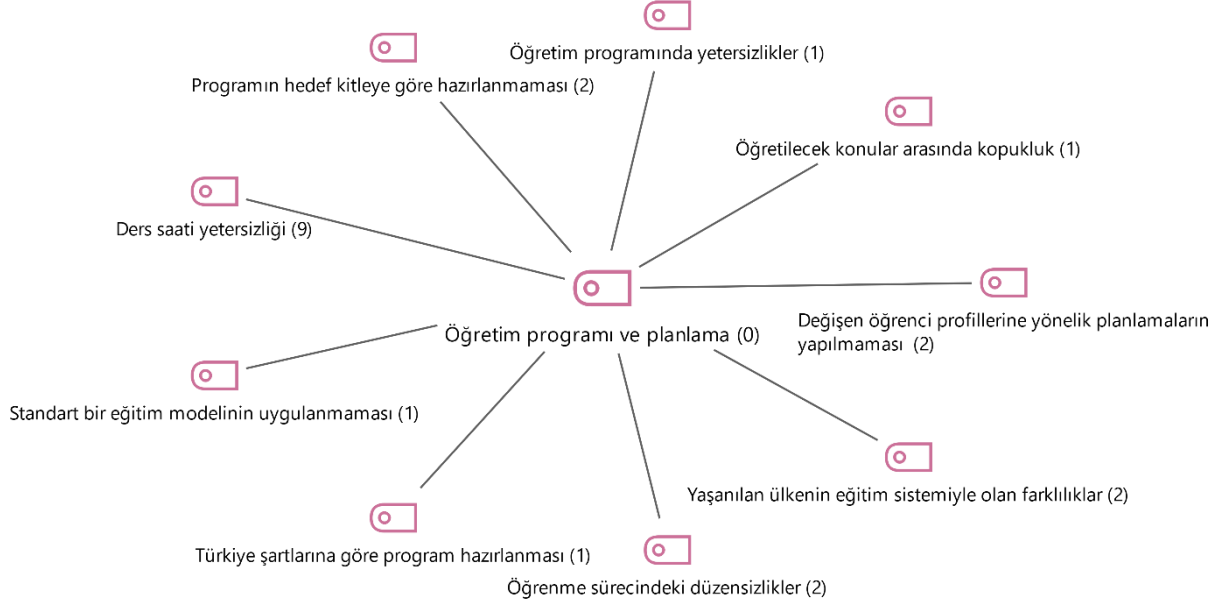 Öğretim programında yetersizlikler (1)
Programın hedef kitleye göre hazırlanmaması (2)
Öğretilecek konular arasında kopukluk (1)
Ders saati yetersizliği (9)
Değişen öğrenci profillerine yönelik planlamaların
yapılmaması (2)
Öğretim programı ve planlama (0)
Standart bir eğitim modelinin uygulanmaması (1)
Yaşanılan ülkenin eğitim sistemiyle olan farklılıklar (2)
Türkiye şartlarına göre program hazırlanması (1)
Öğrenme sürecindeki düzensizlikler (2)